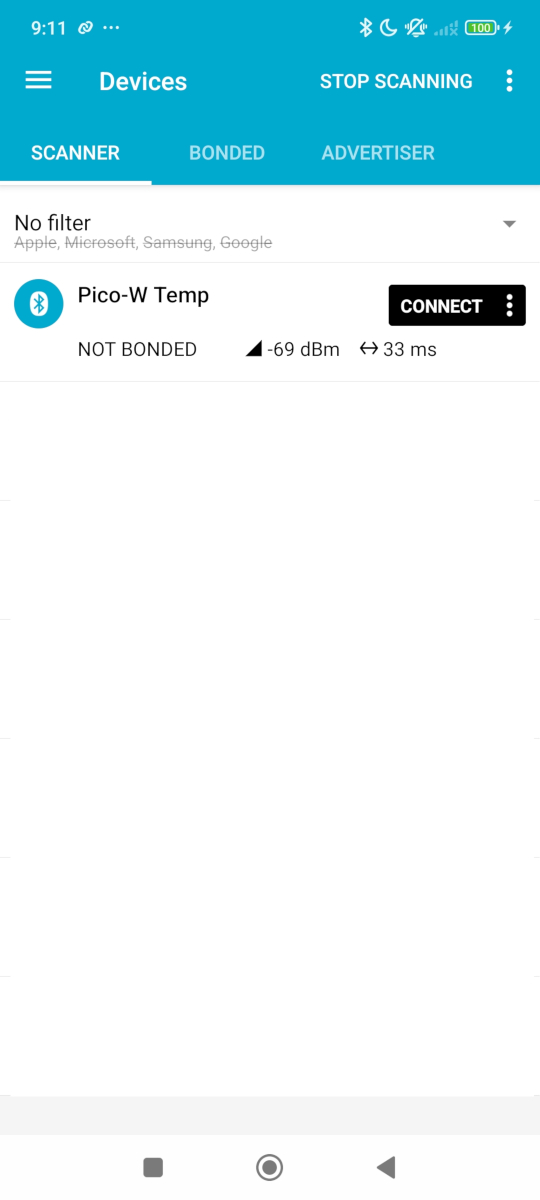 9:11 100
Devices STOP SCANNING
SCANNER BONDED ADVERTISER
No filter
Apple, Microsoft, Samsung, Google
Pico-W Temp
CONNECT
NOT BONDED -69 dBm 33 ms